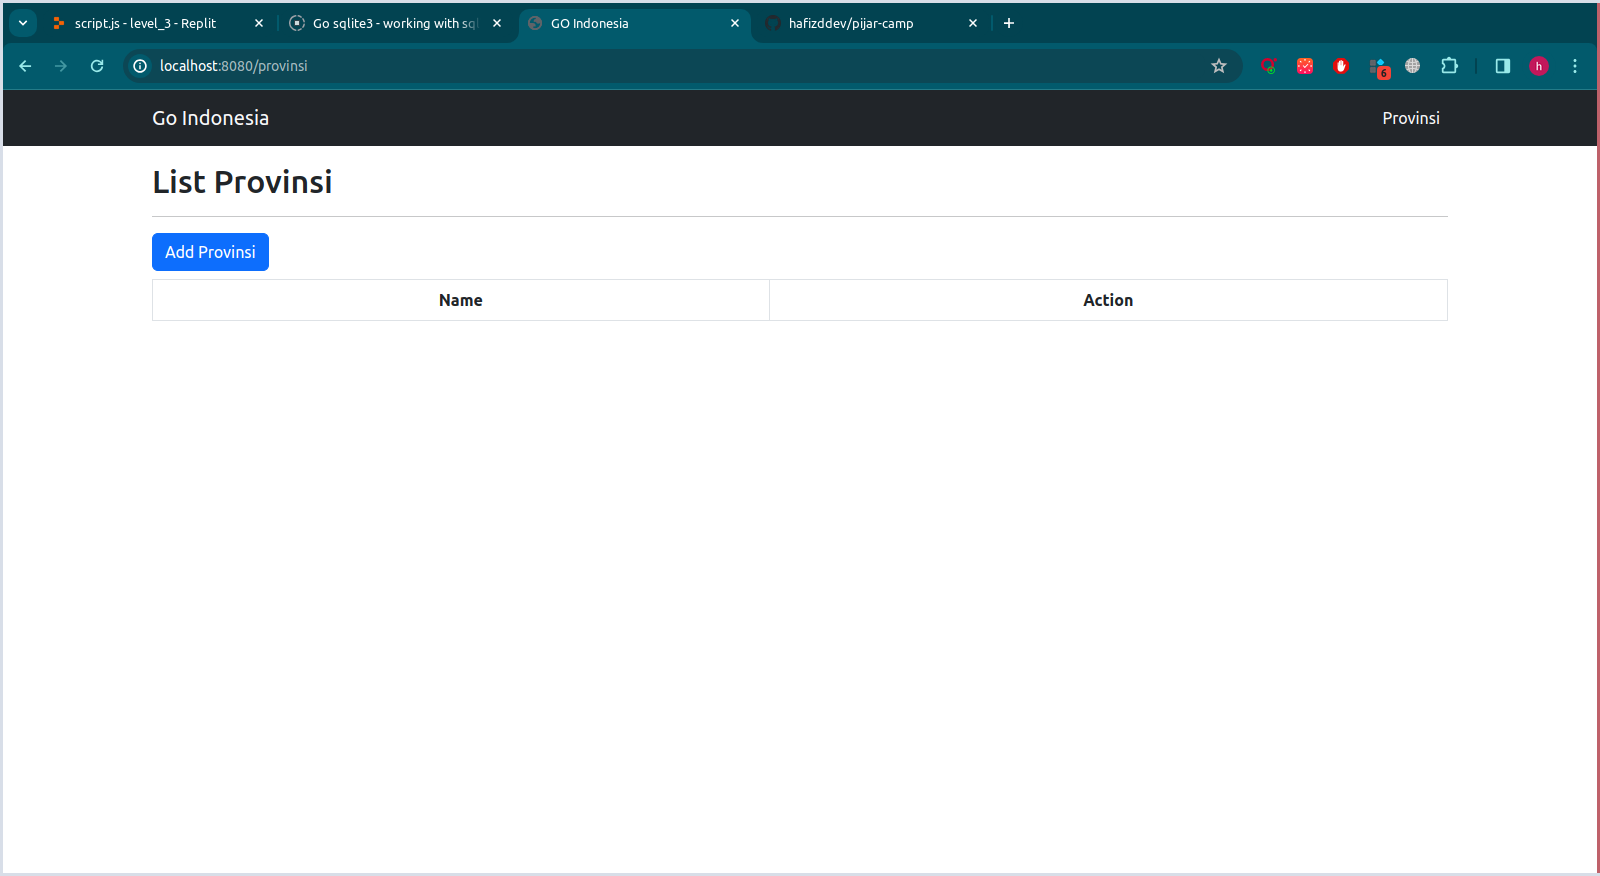 script.js - level_3 - Replit
Go sqlite3 - working with sql
GO Indonesia
hafizddev/pijar-camp
localhost:8080/provinsi
6
h
Go Indonesia
Provinsi
List Provinsi
Add Provinsi
Name
Action